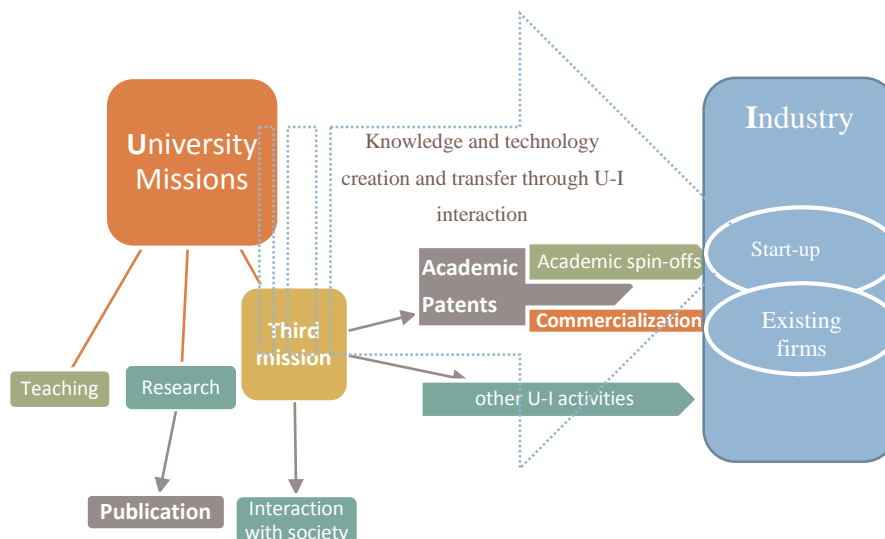 University
Missions
Industry
Knowledge and technology
creation and transfer through U-I
interaction
Academic
Patents
Academic spin-offs
Start-up
Commercialization
Existing
firms
Third
mission
Teaching
Research
other U-I activities
Publication
Interaction
with society